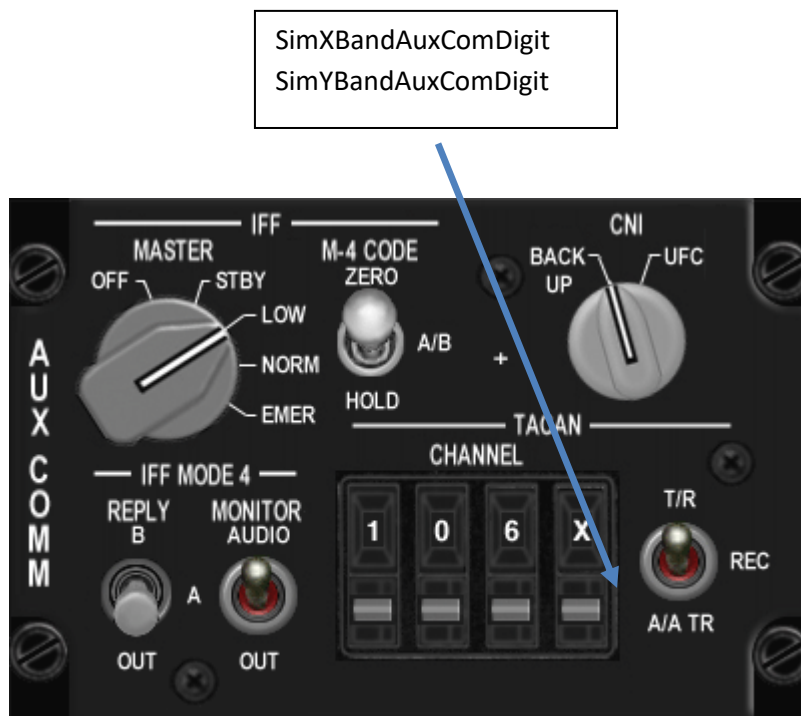 SimXBandAuxComDigit
SimYBandAuxComDigit
IFF
CNI
MASTER
M-4 CODE
OFF
STBY
ZERO
BACK UP
UFC
LOW
A/B
+
NORM
HOLD
EMER
AUX COMM
TACAN
CHANNEL
IFF MODE 4
REPLY
MONITOR
B
AUDIO
1 0 6 X
T/R
REC
A
A/A TR
OUT
OUT